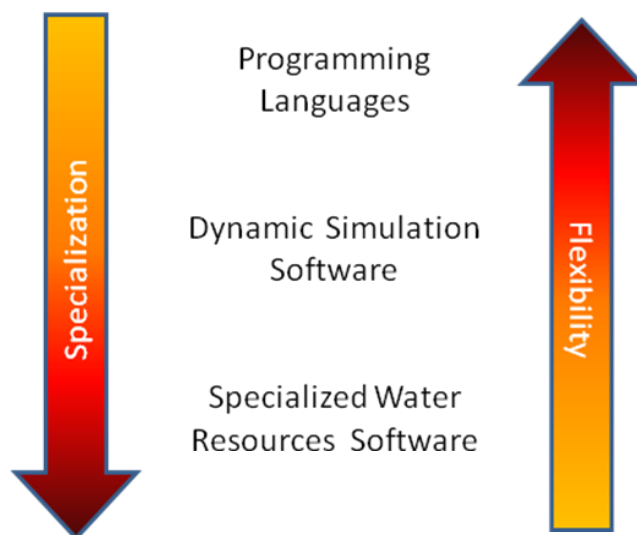 Programming
Languages
Specialization
Dynamic Simulation
Software
Flexibility
Specialized Water
Resources Software